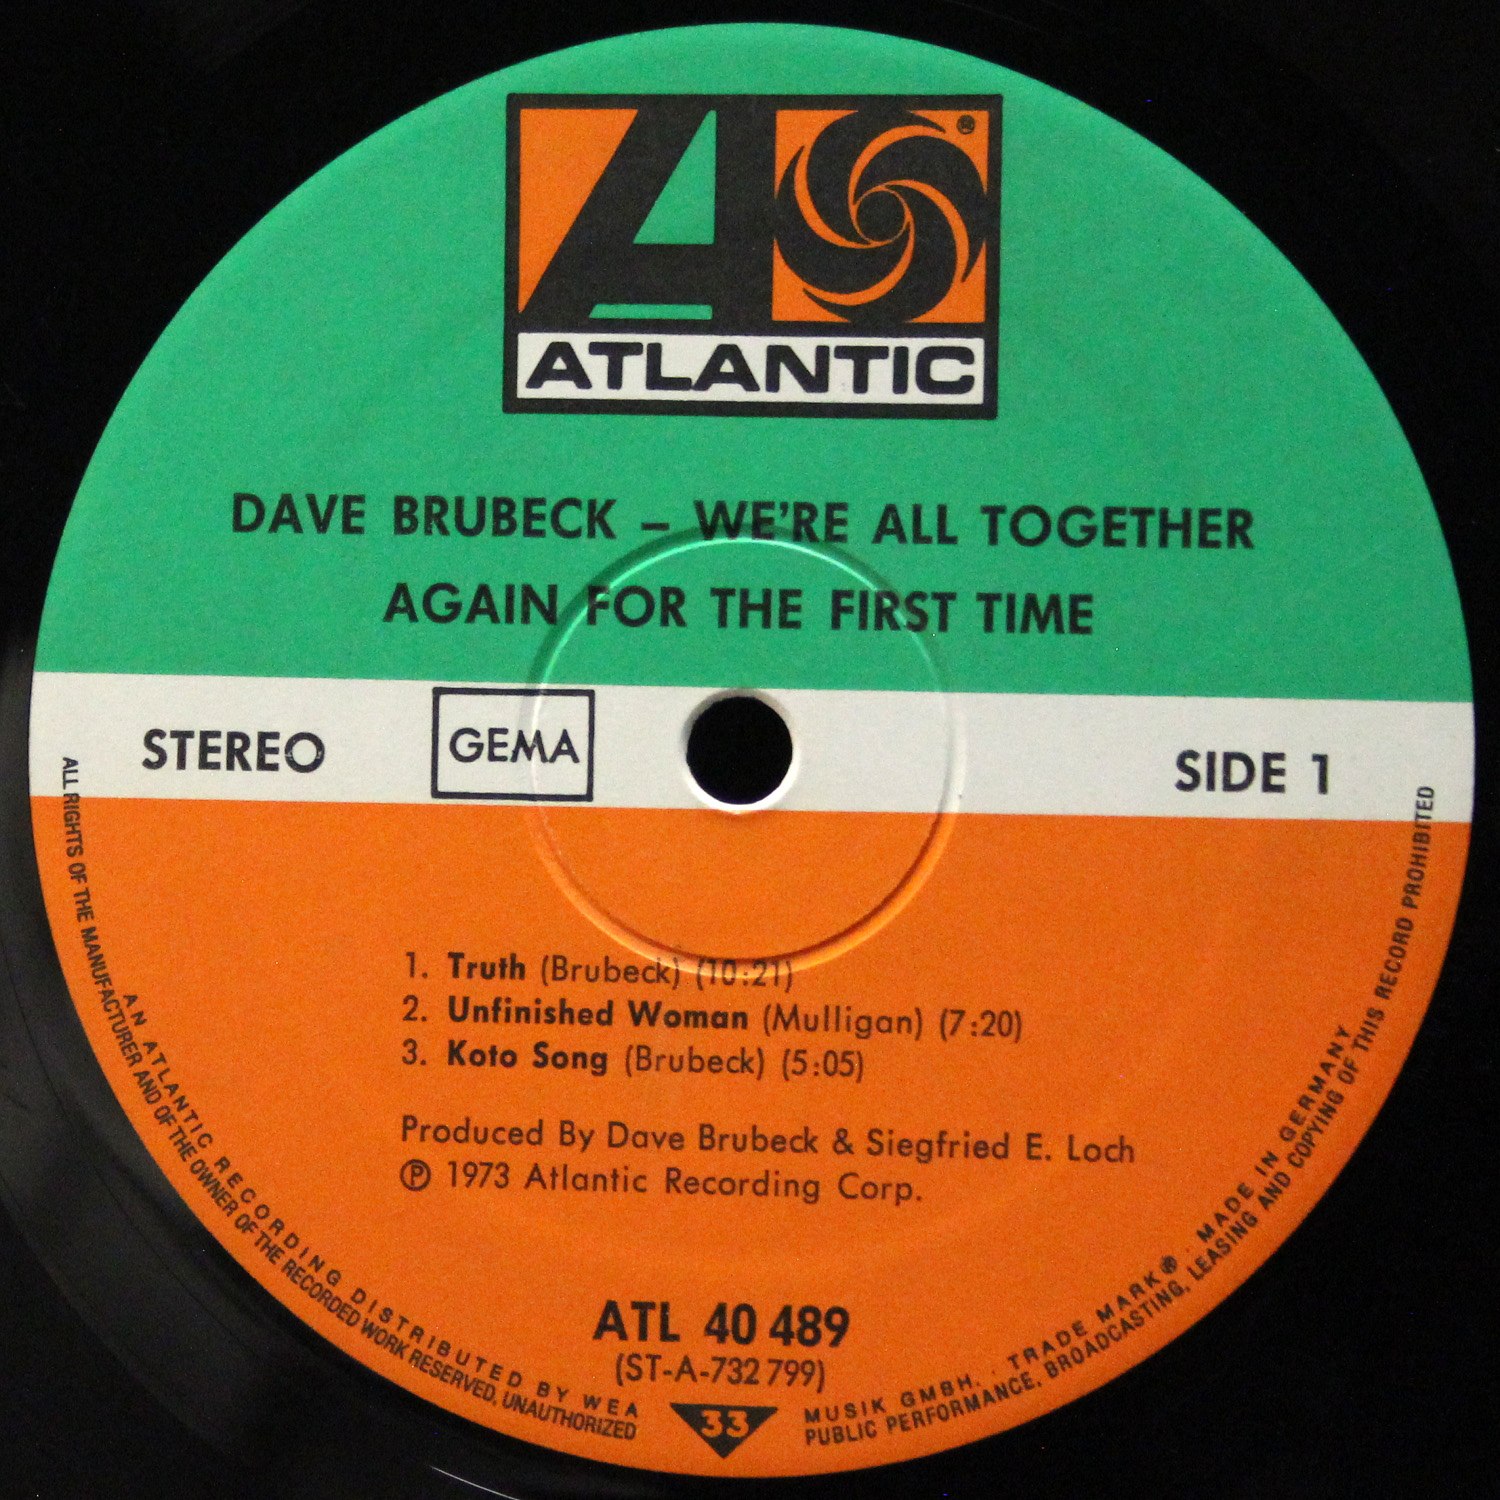 ®
ATLANTIC
DAVE BRUBECK – WE'RE ALL TOGETHER
AGAIN FOR THE FIRST TIME
STEREO
GEMA
SIDE 1
1. Truth (Brubeck) (10:21)
2. Unfinished Woman (Mulligan) (7:20)
3. Koto Song (Brubeck) (5:05)
Produced By Dave Brubeck & Siegfried E. Loch
℗ 1973 Atlantic Recording Corp.
ATL 40 489
(ST-A-732 799)
33
AN ATLANTIC RECORDING DISTRIBUTED BY WEA MUSIK GMBH. . TRADE MARK ® . MADE IN GERMANY
ALL RIGHTS OF THE MANUFACTURER AND OF THE OWNER OF THE RECORDED WORK RESERVED, UNAUTHORIZED PUBLIC PERFORMANCE, BROADCASTING, LEASING AND COPYING OF THIS RECORD PROHIBITED